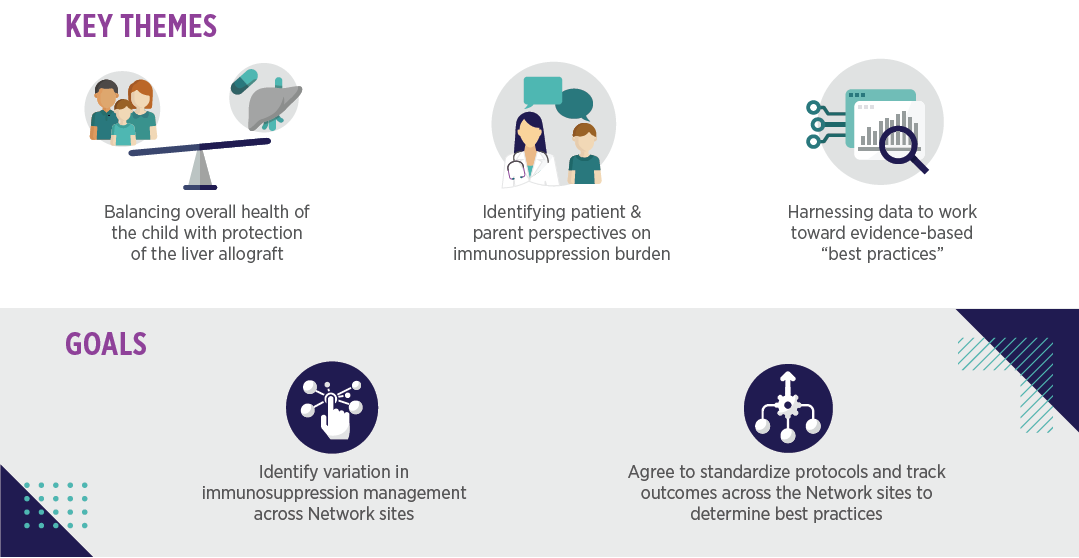 KEY THEMES
Balancing overall health of
the child with protection
of the liver allograft
Identifying patient &
parent perspectives on
immunosuppression burden
Harnessing data to work
toward evidence-based
“best practices”
GOALS
Identify variation in
immunosuppression management
across Network sites
Agree to standardize protocols and track
outcomes across the Network sites to
determine best practices